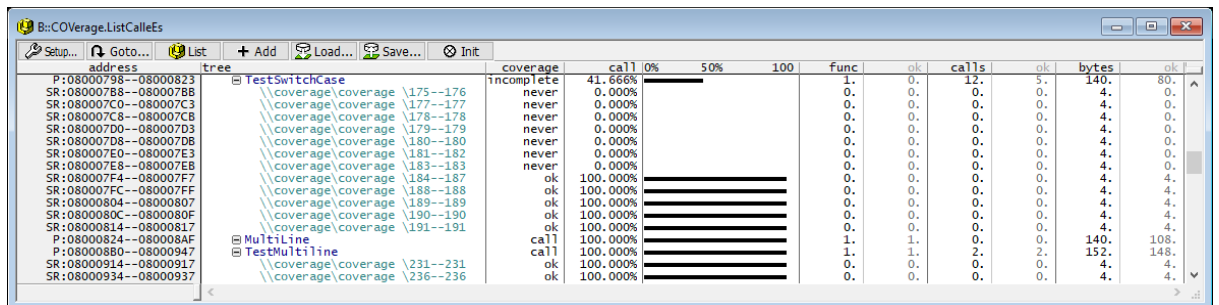 B::COVerage.ListCalleEs
Setup... Goto... List Add Load... Save... Init
address tree coverage call 0% 50% 100 func ok calls ok bytes ok
P:08000798--08000823 TestSwitchCase incomplete 41.666% 1. 0. 12. 5. 140. 80.
SR:080007B8--080007BB \\coverage\coverage \175--176 never 0.000% 0. 0. 0. 0. 4. 0.
SR:080007C0--080007C3 \\coverage\coverage \177--177 never 0.000% 0. 0. 0. 0. 4. 0.
SR:080007C8--080007CB \\coverage\coverage \178--178 never 0.000% 0. 0. 0. 0. 4. 0.
SR:080007D0--080007D3 \\coverage\coverage \179--179 never 0.000% 0. 0. 0. 0. 4. 0.
SR:080007D8--080007DB \\coverage\coverage \180--180 never 0.000% 0. 0. 0. 0. 4. 0.
SR:080007E0--080007E3 \\coverage\coverage \181--182 never 0.000% 0. 0. 0. 0. 4. 0.
SR:080007E8--080007EB \\coverage\coverage \183--183 never 0.000% 0. 0. 0. 0. 4. 0.
SR:080007F4--080007F7 \\coverage\coverage \184--187 ok 100.000% 0. 0. 0. 0. 4. 4.
SR:080007FC--080007FF \\coverage\coverage \188--188 ok 100.000% 0. 0. 0. 0. 4. 4.
SR:08000804--08000807 \\coverage\coverage \189--189 ok 100.000% 0. 0. 0. 0. 4. 4.
SR:0800080C--0800080F \\coverage\coverage \190--190 ok 100.000% 0. 0. 0. 0. 4. 4.
SR:08000814--08000817 \\coverage\coverage \191--191 ok 100.000% 0. 0. 0. 0. 4. 4.
P:08000824--080008AF MultiLine call 100.000% 1. 1. 0. 0. 140. 108.
P:080008B0--08000947 TestMultiline call 100.000% 1. 1. 2. 2. 152. 148.
SR:08000914--08000917 \\coverage\coverage \231--231 ok 100.000% 0. 0. 0. 0. 4. 4.
SR:08000934--08000937 \\coverage\coverage \236--236 ok 100.000% 0. 0. 0. 0. 4. 4.